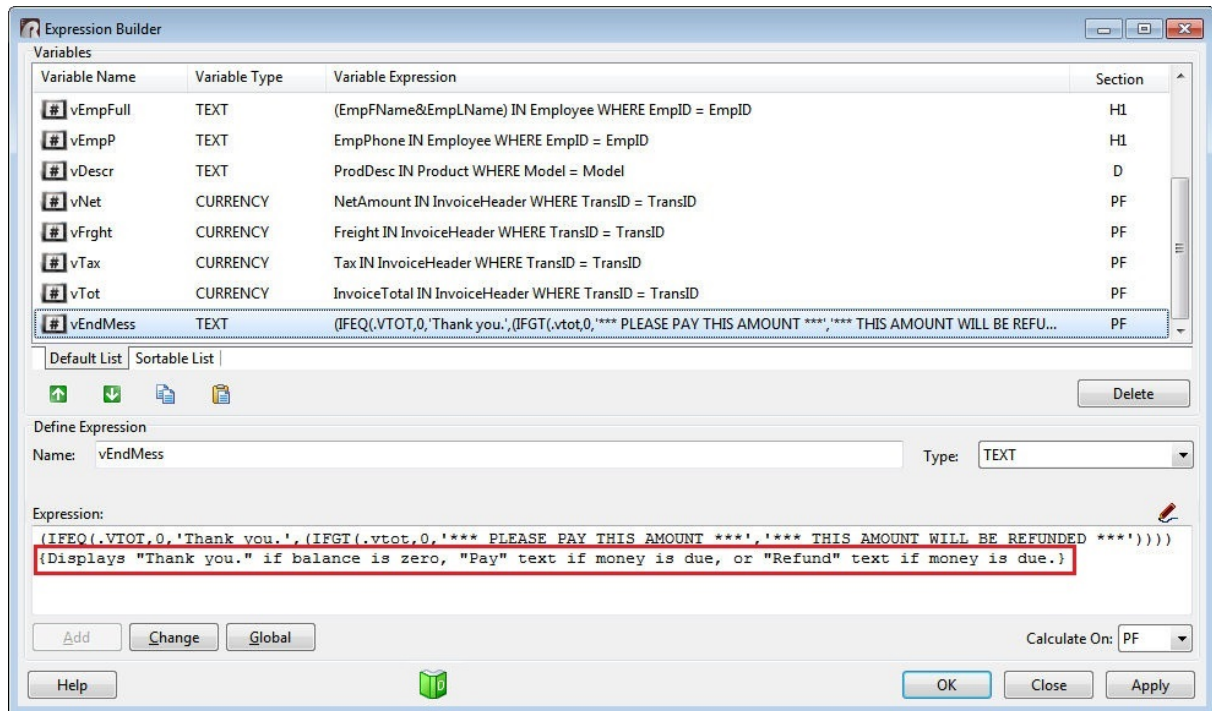 Expression Builder
Variables
Variable Name Variable Type Variable Expression Section
# vEmpFull TEXT (EmpFName&EmpLName) IN Employee WHERE EmpID = EmpID H1
# vEmpP TEXT EmpPhone IN Employee WHERE EmpID = EmpID H1
# vDescr TEXT ProdDesc IN Product WHERE Model = Model D
# vNet CURRENCY NetAmount IN InvoiceHeader WHERE TransID = TransID PF
# vFrght CURRENCY Freight IN InvoiceHeader WHERE TransID = TransID PF
# vTax CURRENCY Tax IN InvoiceHeader WHERE TransID = TransID PF
# vTot CURRENCY InvoiceTotal IN InvoiceHeader WHERE TransID = TransID PF
# vEndMess TEXT (IFEQ(.VTOT,0,'Thank you.',(IFGT(.vtot,0,'*** PLEASE PAY THIS AMOUNT ***','*** THIS AMOUNT WILL BE REFU... PF
Default List Sortable List
Delete
Define Expression
Name: vEndMess Type: TEXT
Expression:
(IFEQ(.VTOT,0,'Thank you.',(IFGT(.vtot,0,'*** PLEASE PAY THIS AMOUNT ***','*** THIS AMOUNT WILL BE REFUNDED ***'))))
{Displays "Thank you." if balance is zero, "Pay" text if money is due, or "Refund" text if money is due.}
Add Change Global Calculate On: PF
Help D OK Close Apply